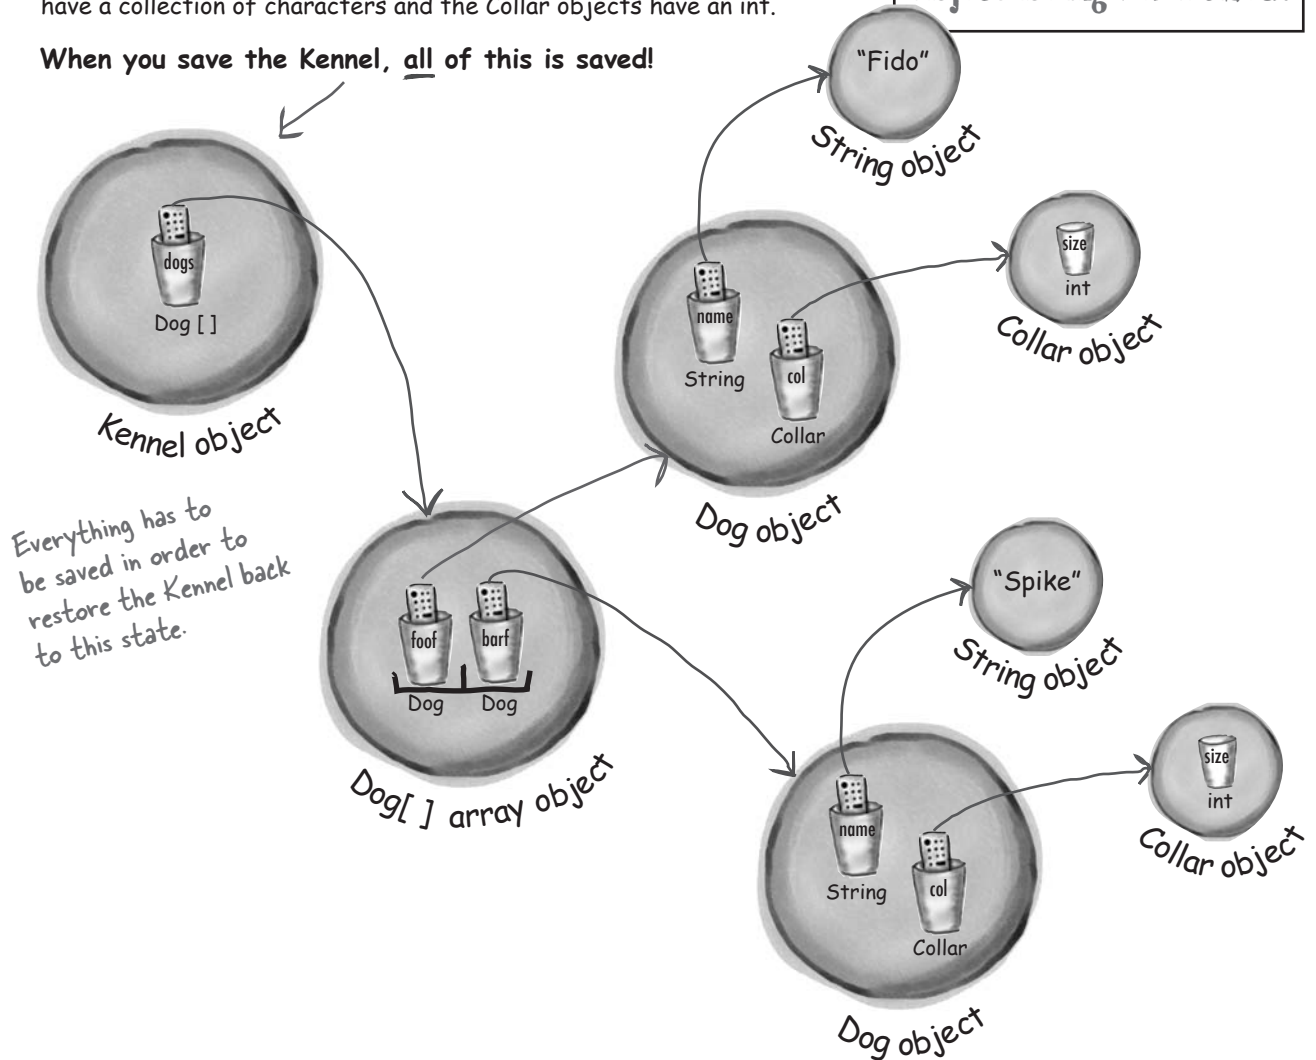 have a collection of characters and the Collar objects have an int.
When you save the Kennel, all of this is saved!
"Fido"
String object
dogs
Dog [ ]
Kennel object
size
int
Collar object
name
String
col
Collar
Dog object
Everything has to
be saved in order to
restore the Kennel back
to this state.
foof
barf
Dog
Dog
Dog[ ] array object
"Spike"
String object
size
int
Collar object
name
String
col
Collar
Dog object